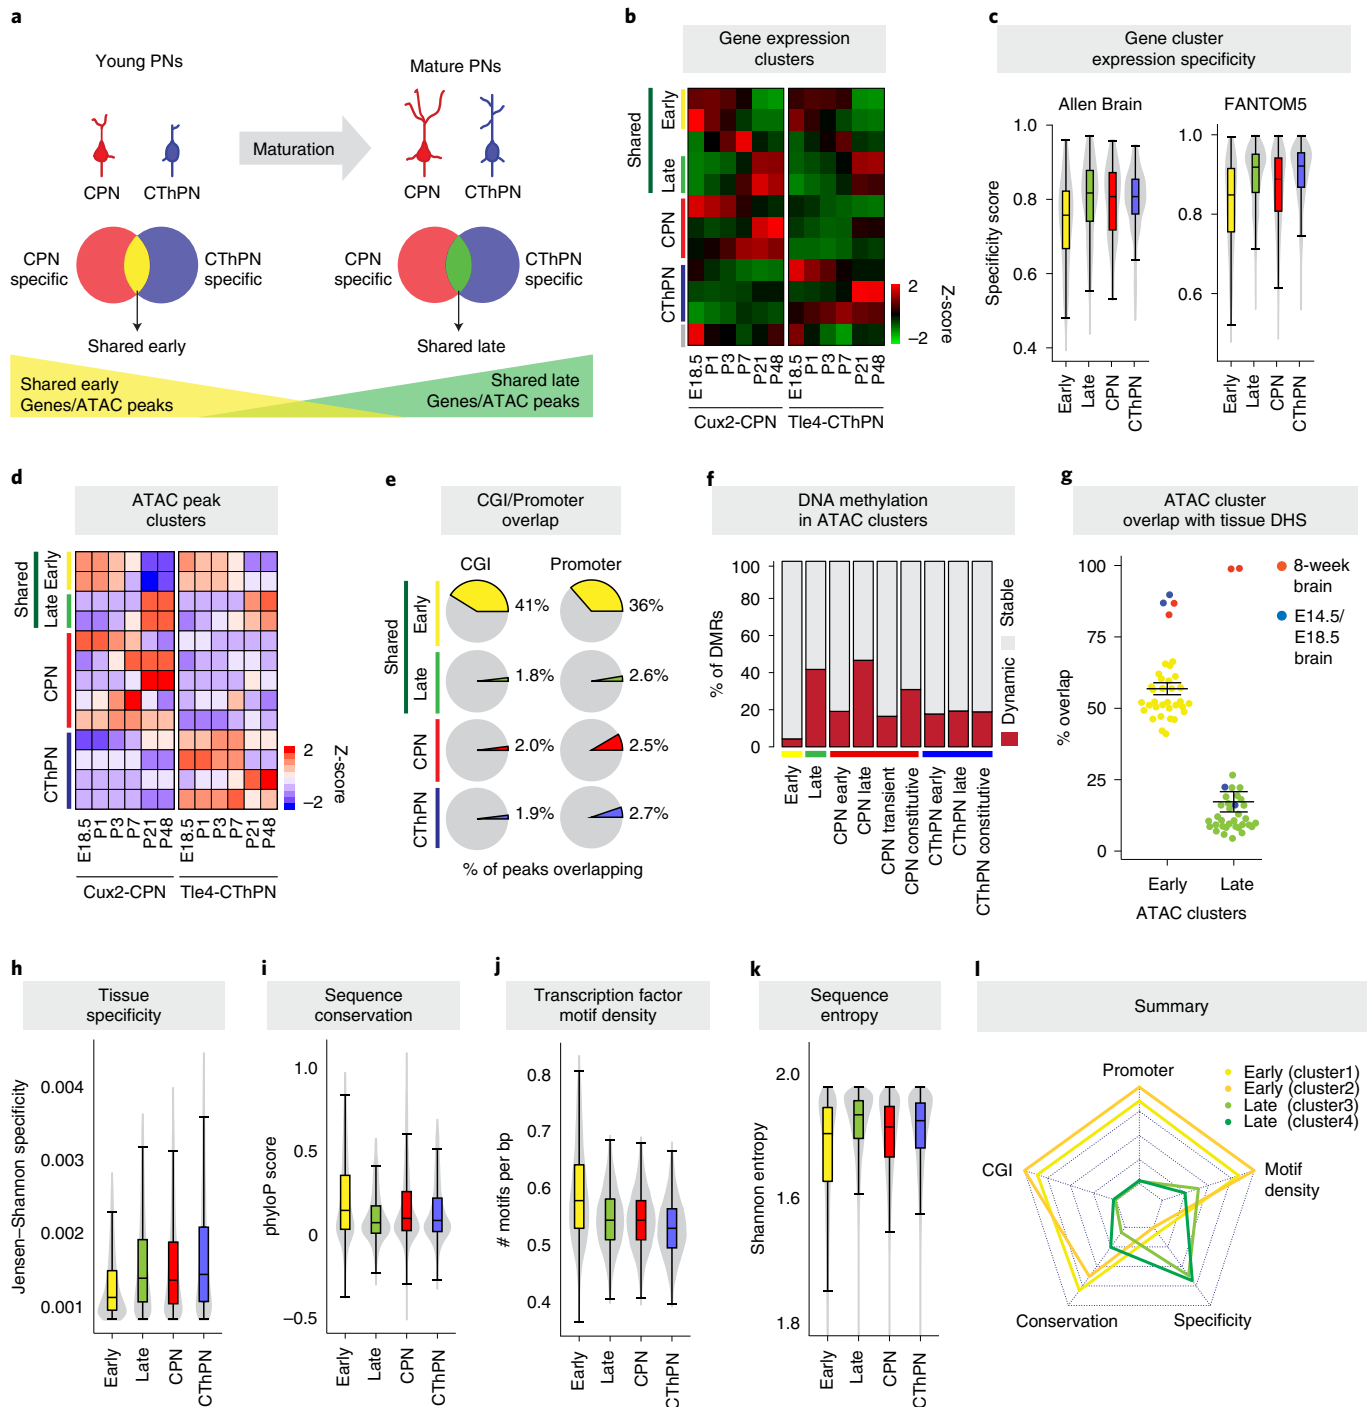 a
Young PNs
Mature PNs
CPN
CThPN
Maturation
CPN
CThPN
CPN
specific
CThPN
specific
CPN
specific
CThPN
specific
Shared early
Shared late
Shared early
Genes/ATAC peaks
Shared late
Genes/ATAC peaks
b
Gene expression
clusters
Shared
Early
Late
CPN
CThPN
2
−2
Z-score
E18.5
P1
P3
P7
P21
P48
E18.5
P1
P3
P7
P21
P48
Cux2-CPN
Tle4-CThPN
c
Gene cluster
expression specificity
Allen Brain
FANTOM5
Specificity score
1.0
0.8
0.6
0.4
1.0
0.8
0.6
Early
Late
CPN
CThPN
Early
Late
CPN
CThPN
d
ATAC peak
clusters
Shared
Early
Late
CPN
CThPN
2
−2
Z-score
E18.5
P1
P3
P7
P21
P48
E18.5
P1
P3
P7
P21
P48
Cux2-CPN
Tle4-CThPN
e
CGI/Promoter
overlap
CGI
Promoter
Shared
Early
41%
36%
Late
1.8%
2.6%
CPN
2.0%
2.5%
CThPN
1.9%
2.7%
% of peaks overlapping
f
DNA methylation
in ATAC clusters
% of DMRs
100
80
60
40
20
0
Stable
Dynamic
Early
Late
CPN early
CPN late
CPN transient
CPN constitutive
CThPN early
CThPN late
CThPN constitutive
g
ATAC cluster
overlap with tissue DHS
% overlap
100
75
50
25
0
8-week
brain
E14.5/
E18.5
brain
Early
Late
ATAC clusters
h
Tissue
specificity
Jensen–Shannon specificity
0.004
0.003
0.002
0.001
Early
Late
CPN
CThPN
i
Sequence
conservation
phyloP score
1.0
0.5
0
−0.5
Early
Late
CPN
CThPN
j
Transcription factor
motif density
# motifs per bp
0.8
0.7
0.6
0.5
0.4
Early
Late
CPN
CThPN
k
Sequence
entropy
Shannon entropy
2.0
1.6
1.8
Early
Late
CPN
CThPN
l
Summary
Promoter
Early (cluster1)
Early (cluster2)
Late (cluster3)
Late (cluster4)
CGI
Motif
density
Conservation
Specificity